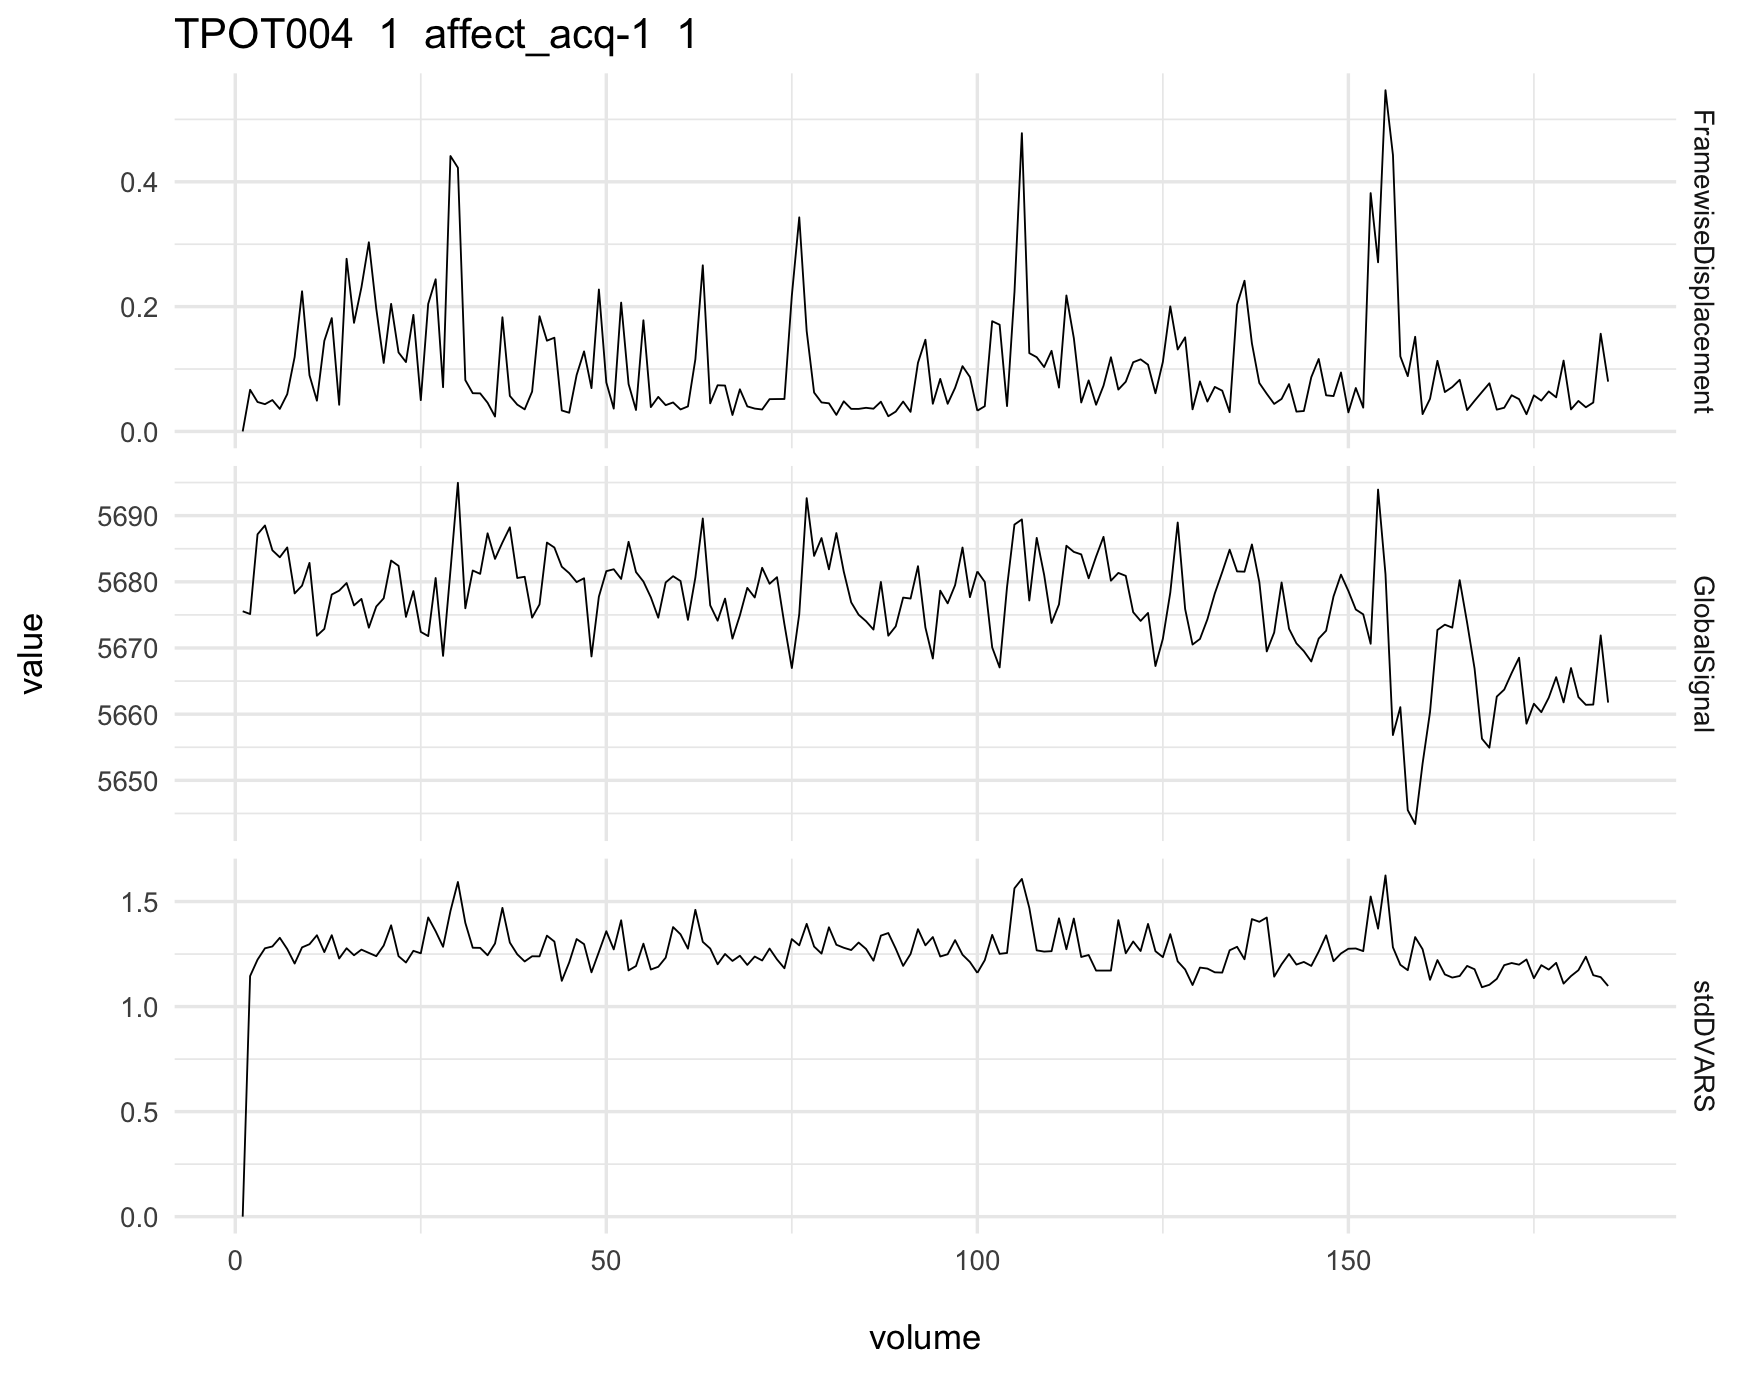 TPOT004 1 affect_acq-1 1
value
0.4
0.2
0.0
FramewiseDisplacement
5690
5680
5670
5660
5650
GlobalSignal
1.5
1.0
0.5
0.0
stdDVARS
0 50 100 150
volume